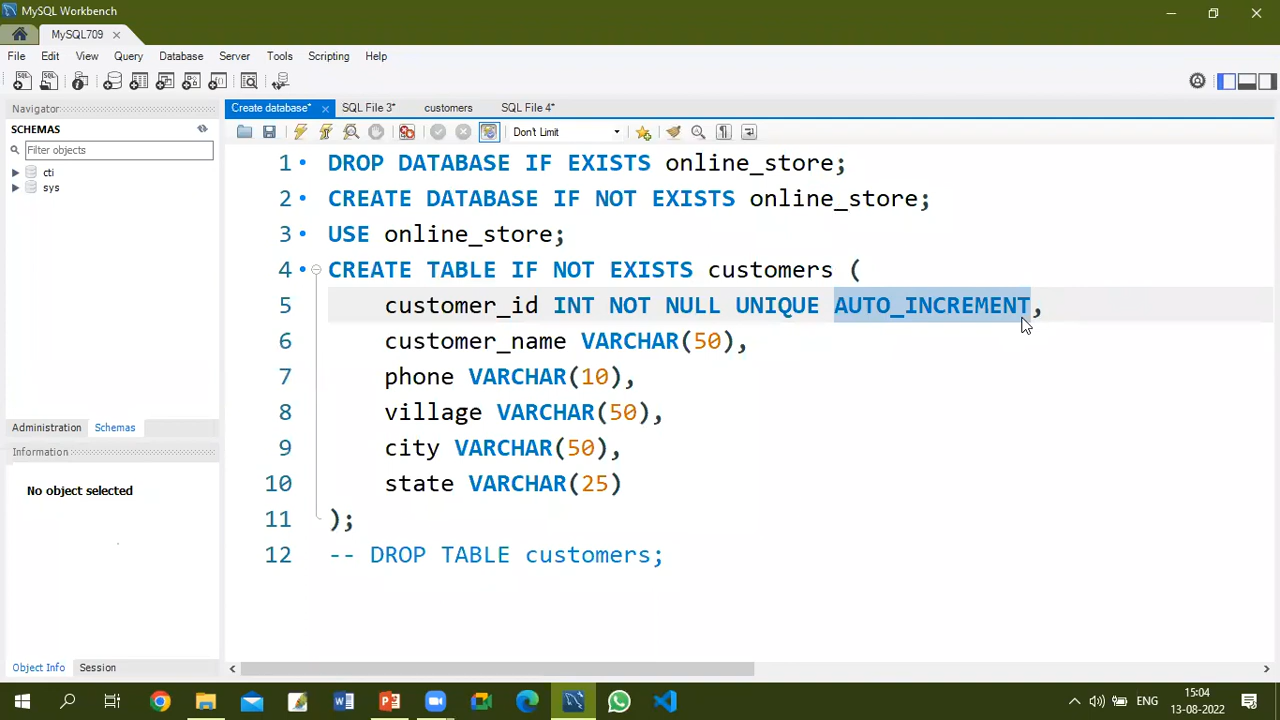 MySQL Workbench
MySQL709
File Edit View Query Database Server Tools Scripting Help
Navigator
SCHEMAS
Filter objects
cti
sys
Administration Schemas
Information
No object selected
Object Info Session
Create database* SQL File 3* customers SQL File 4*
Don't Limit
1 DROP DATABASE IF EXISTS online_store;
2 CREATE DATABASE IF NOT EXISTS online_store;
3 USE online_store;
4 CREATE TABLE IF NOT EXISTS customers (
5 customer_id INT NOT NULL UNIQUE AUTO_INCREMENT,
6 customer_name VARCHAR(50),
7 phone VARCHAR(10),
8 village VARCHAR(50),
9 city VARCHAR(50),
10 state VARCHAR(25)
11 );
12 -- DROP TABLE customers;
ENG
15:04
13-08-2022